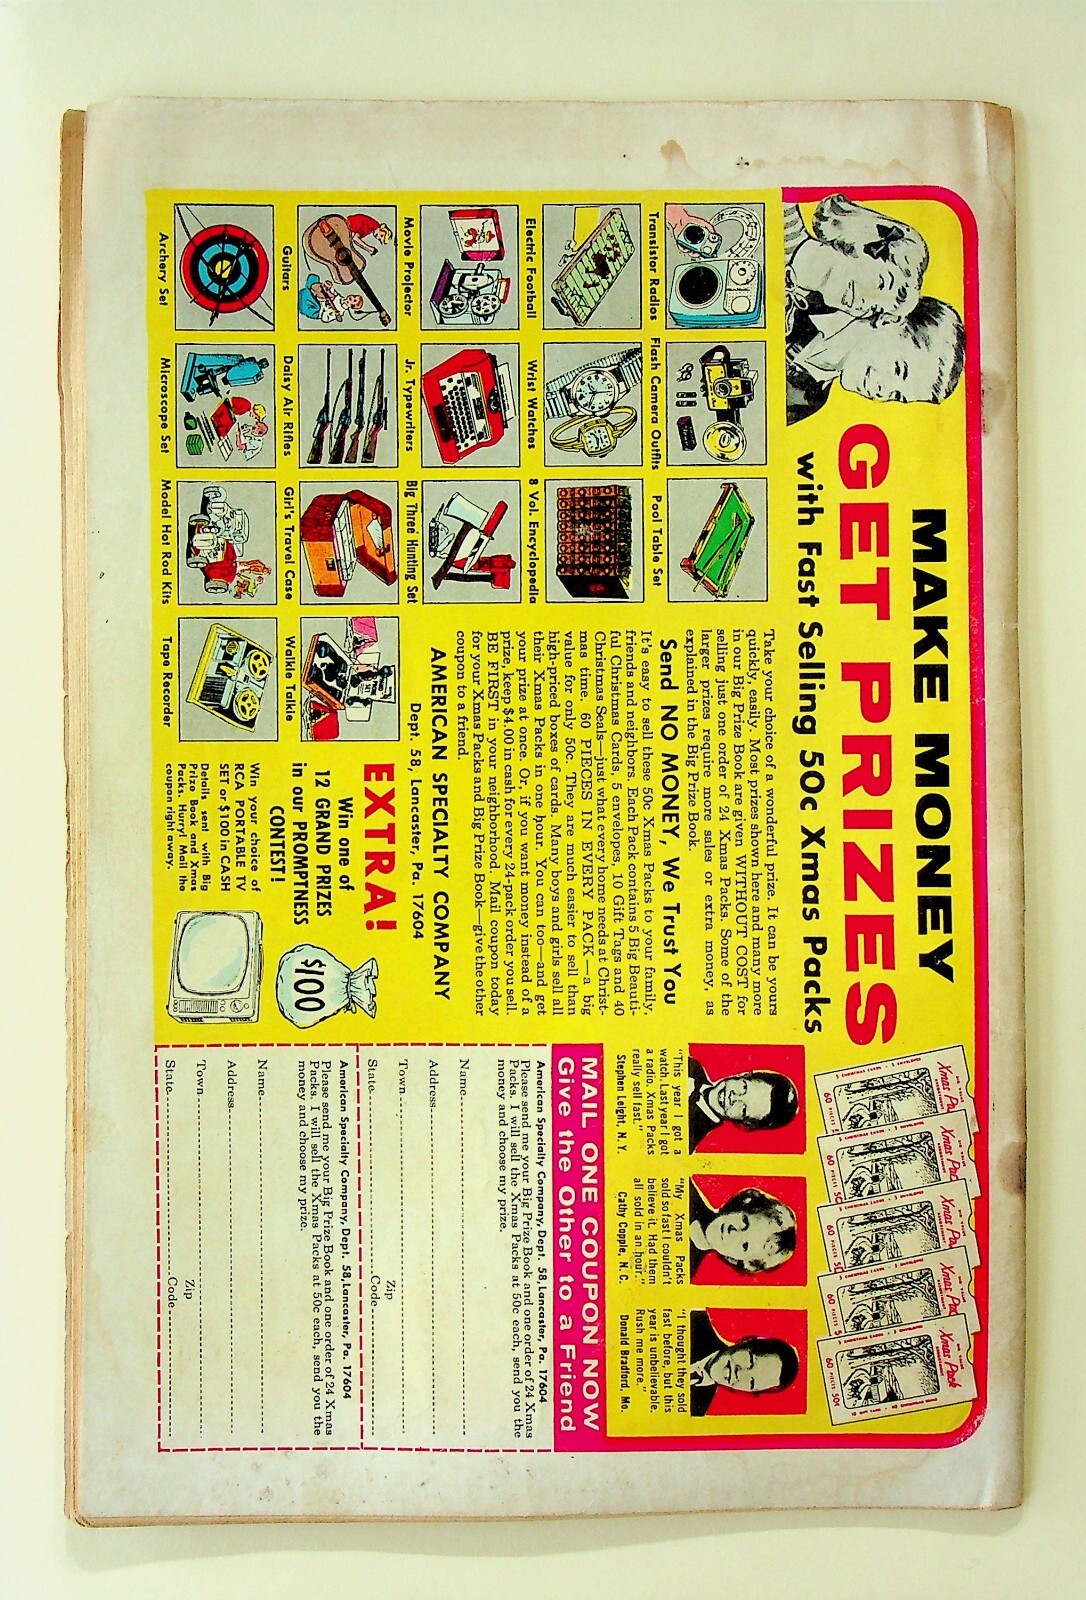 MAKE MONEY
GET PRIZES
with Fast Selling 50c Xmas Packs
Transistor Radios
Flash Camera Outfits
Pool Table Set
Electric Football
Wrist Watches
8 Vol. Encyclopedia
Movie Projector
Jr. Typewriters
Big Three Hunting Set
Guitars
Daisy Air Rifles
Girl's Travel Case
Walkie Talkie
Archery Set
Microscope Set
Model Hot Rod Kits
Tape Recorder
Take your choice of a wonderful prize. It can be yours
quickly, easily. Most prizes shown here and many more
in our Big Prize Book are given WITHOUT COST for
selling just one order of 24 Xmas Packs. Some of the
larger prizes require more sales or extra money, as
explained in the Big Prize Book.
Send NO MONEY, We Trust You
It's easy to sell these 50c Xmas Packs to your family,
friends and neighbors. Each Pack contains 5 Big Beauti-
ful Christmas Cards, 5 envelopes, 10 Gift Tags and 40
Christmas Seals—just what every home needs at Christ-
mas time. 60 PIECES IN EVERY PACK—a big
value for only 50c. They are much easier to sell than
high-priced boxes of cards. Many boys and girls sell all
their Xmas Packs in one hour. You can too—and get
your prize at once. Or, if you want money instead of a
prize, keep $4.00 in cash for every 24-pack order you sell.
BE FIRST in your neighborhood. Mail coupon today
for your Xmas Packs and Big Prize Book—give the other
coupon to a friend.
AMERICAN SPECIALTY COMPANY
Dept. 58, Lancaster, Pa. 17604
EXTRA!
Win one of
12 GRAND PRIZES
in our PROMPTNESS
CONTEST!
Win your choice of
RCA PORTABLE TV
SET or $100 in CASH
Details sent with Big
Prize Book and Xmas
Packs. Hurry! Mail the
coupon right away.
$100
Xmas Pack
60 PIECES 50¢
"This year I got a
watch. Last year I got
a radio. Xmas Packs
really sell fast."
Stephen Leight, N. Y.
"My Xmas Packs
sold so fast I couldn't
believe it. Had them
all sold in an hour."
Cathy Copple, N. C.
"I thought they sold
fast before, but this
year is unbelievable.
Rush me more."
Donald Bradford, Mo.
MAIL ONE COUPON NOW
Give the Other to a Friend
American Specialty Company, Dept. 58, Lancaster, Pa. 17604
Please send me your Big Prize Book and one order of 24 Xmas
Packs. I will sell the Xmas Packs at 50c each, send you the
money and choose my prize.
Name
Address
Town
Zip
State
Code
American Specialty Company, Dept. 58, Lancaster, Pa. 17604
Please send me your Big Prize Book and one order of 24 Xmas
Packs. I will sell the Xmas Packs at 50c each, send you the
money and choose my prize.
Name
Address
Town
Zip
State
Code